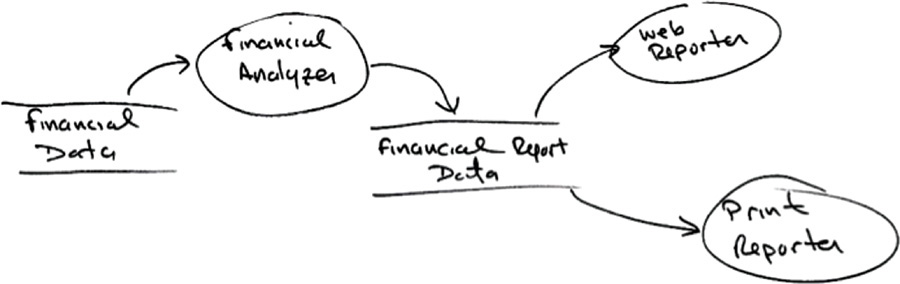 Financial
Data
Financial
Analyzer
Financial Report
Data
Web
Reporter
Print
Reporter